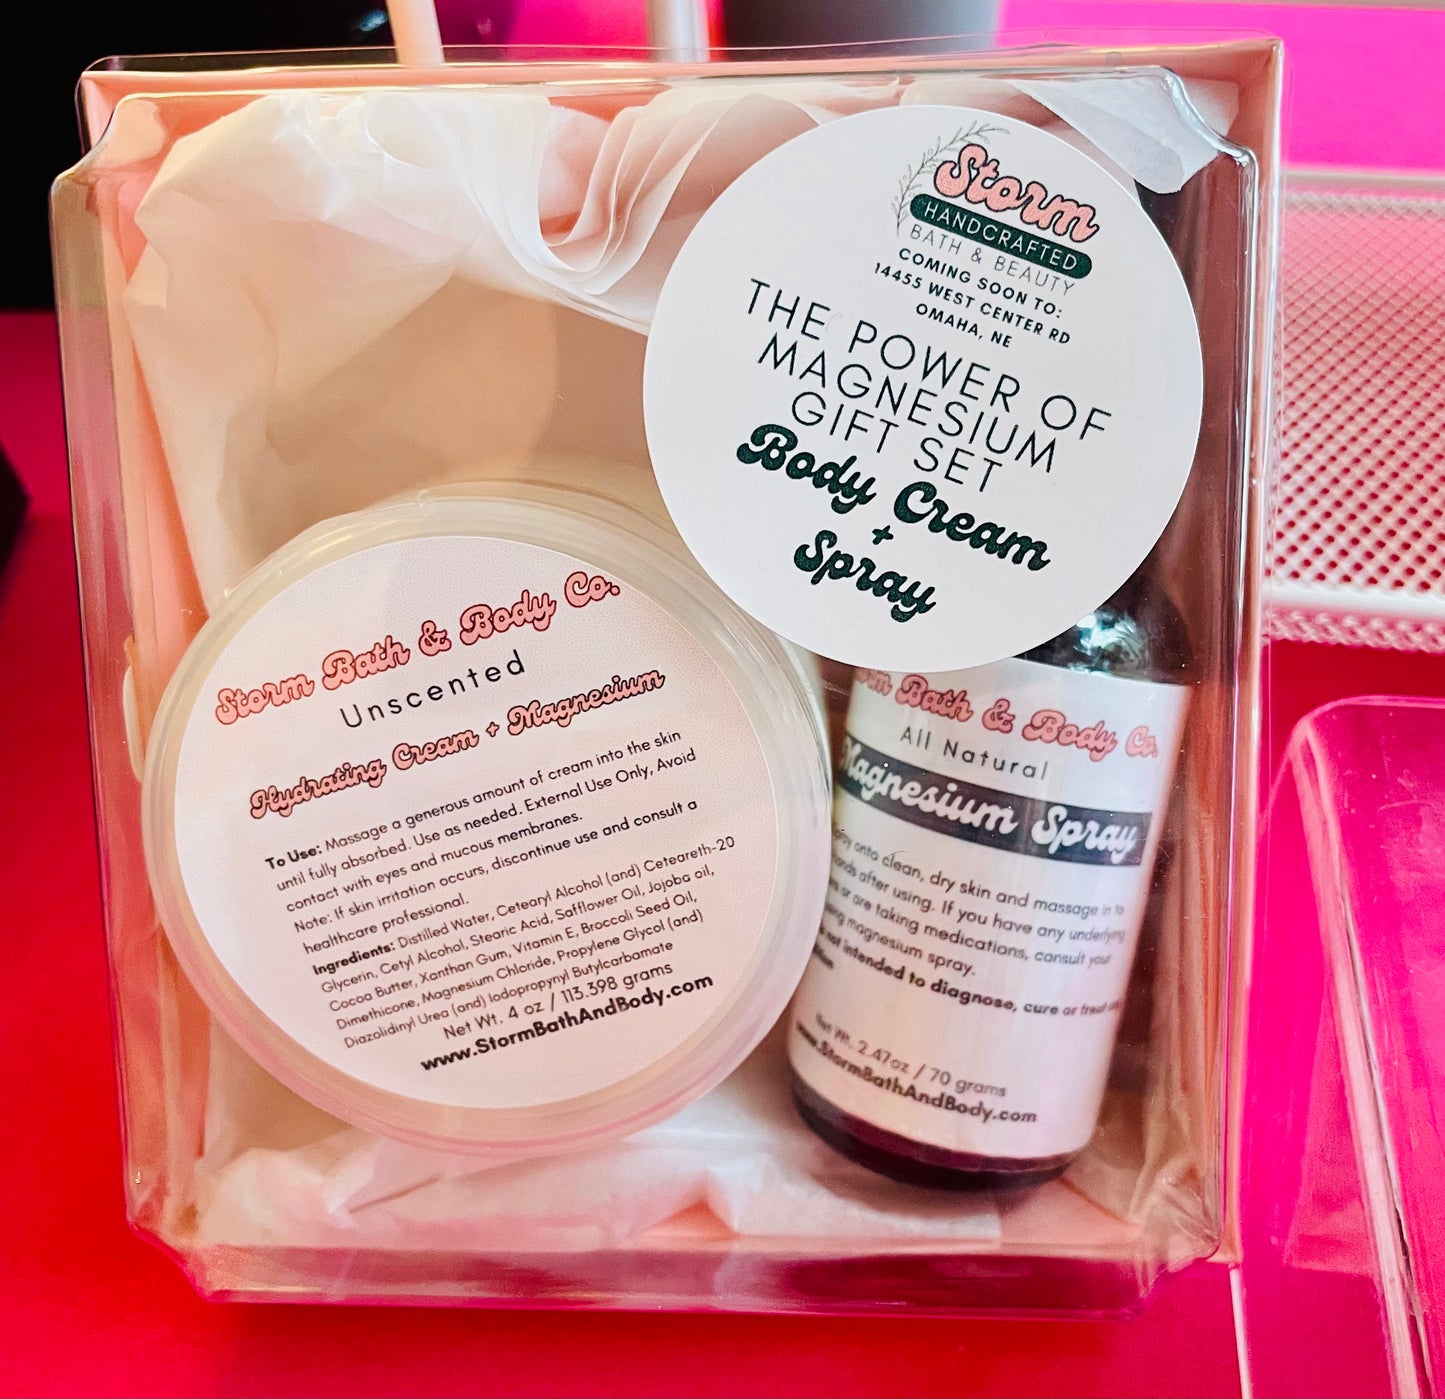 Storm
HANDCRAFTED
BATH & BEAUTY
COMING SOON TO:
14455 WEST CENTER RD
OMAHA, NE
THE POWER OF
MAGNESIUM
GIFT SET
Body Cream
+
Spray
Storm Bath & Body Co.
Unscented
Hydrating Cream + Magnesium
To Use: Massage a generous amount of cream into the skin
until fully absorbed. Use as needed. External Use Only, Avoid
contact with eyes and mucous membranes.
Note: If skin irritation occurs, discontinue use and consult a
healthcare professional.
Ingredients: Distilled Water, Cetearyl Alcohol (and) Ceteareth-20
Glycerin, Cetyl Alcohol, Stearic Acid, Safflower Oil, Jojoba oil,
Cocoa Butter, Xanthan Gum, Vitamin E, Broccoli Seed Oil,
Dimethicone, Magnesium Chloride, Propylene Glycol (and)
Diazolidinyl Urea (and) Iodopropynyl Butylcarbamate
Net Wt. 4 oz / 113.398 grams
www.StormBathAndBody.com
Bath & Body Co.
All Natural
Magnesium Spray
onto clean, dry skin and massage in to
hands after using. If you have any underlying
or are taking medications, consult your
magnesium spray.
not intended to diagnose, cure or treat
Net Wt. 2.47oz / 70 grams
www.StormBathAndBody.com